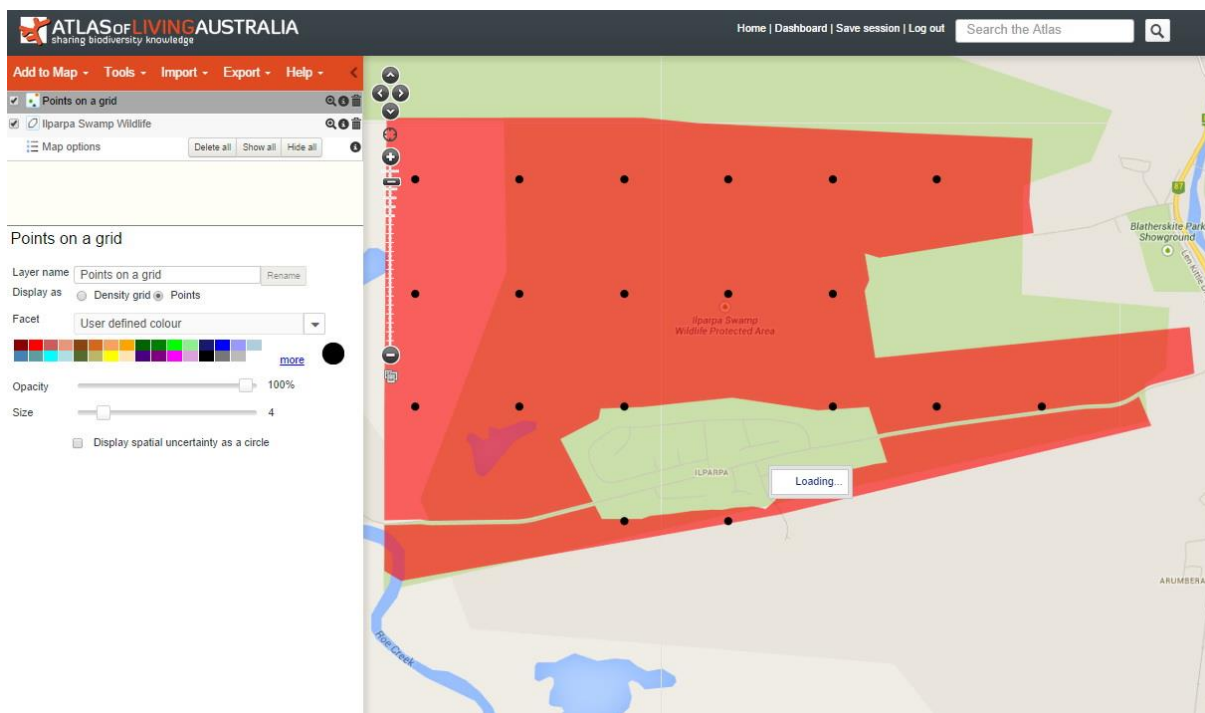 ATLAS OF LIVING AUSTRALIA
sharing biodiversity knowledge
Home | Dashboard | Save session | Log out
Search the Atlas
Add to Map
Tools
Import
Export
Help
Points on a grid
Ilparpa Swamp Wildlife
Map options
Delete all
Show all
Hide all
Points on a grid
Layer name
Points on a grid
Rename
Display as
Density grid
Points
Facet
User defined colour
more
Opacity
100%
Size
4
Display spatial uncertainty as a circle
87
Blatherskite Park
Showground
Ilparpa Swamp
Wildlife Protected Area
ILPARPA
Loading...
ARUMBERA
Roe Creek